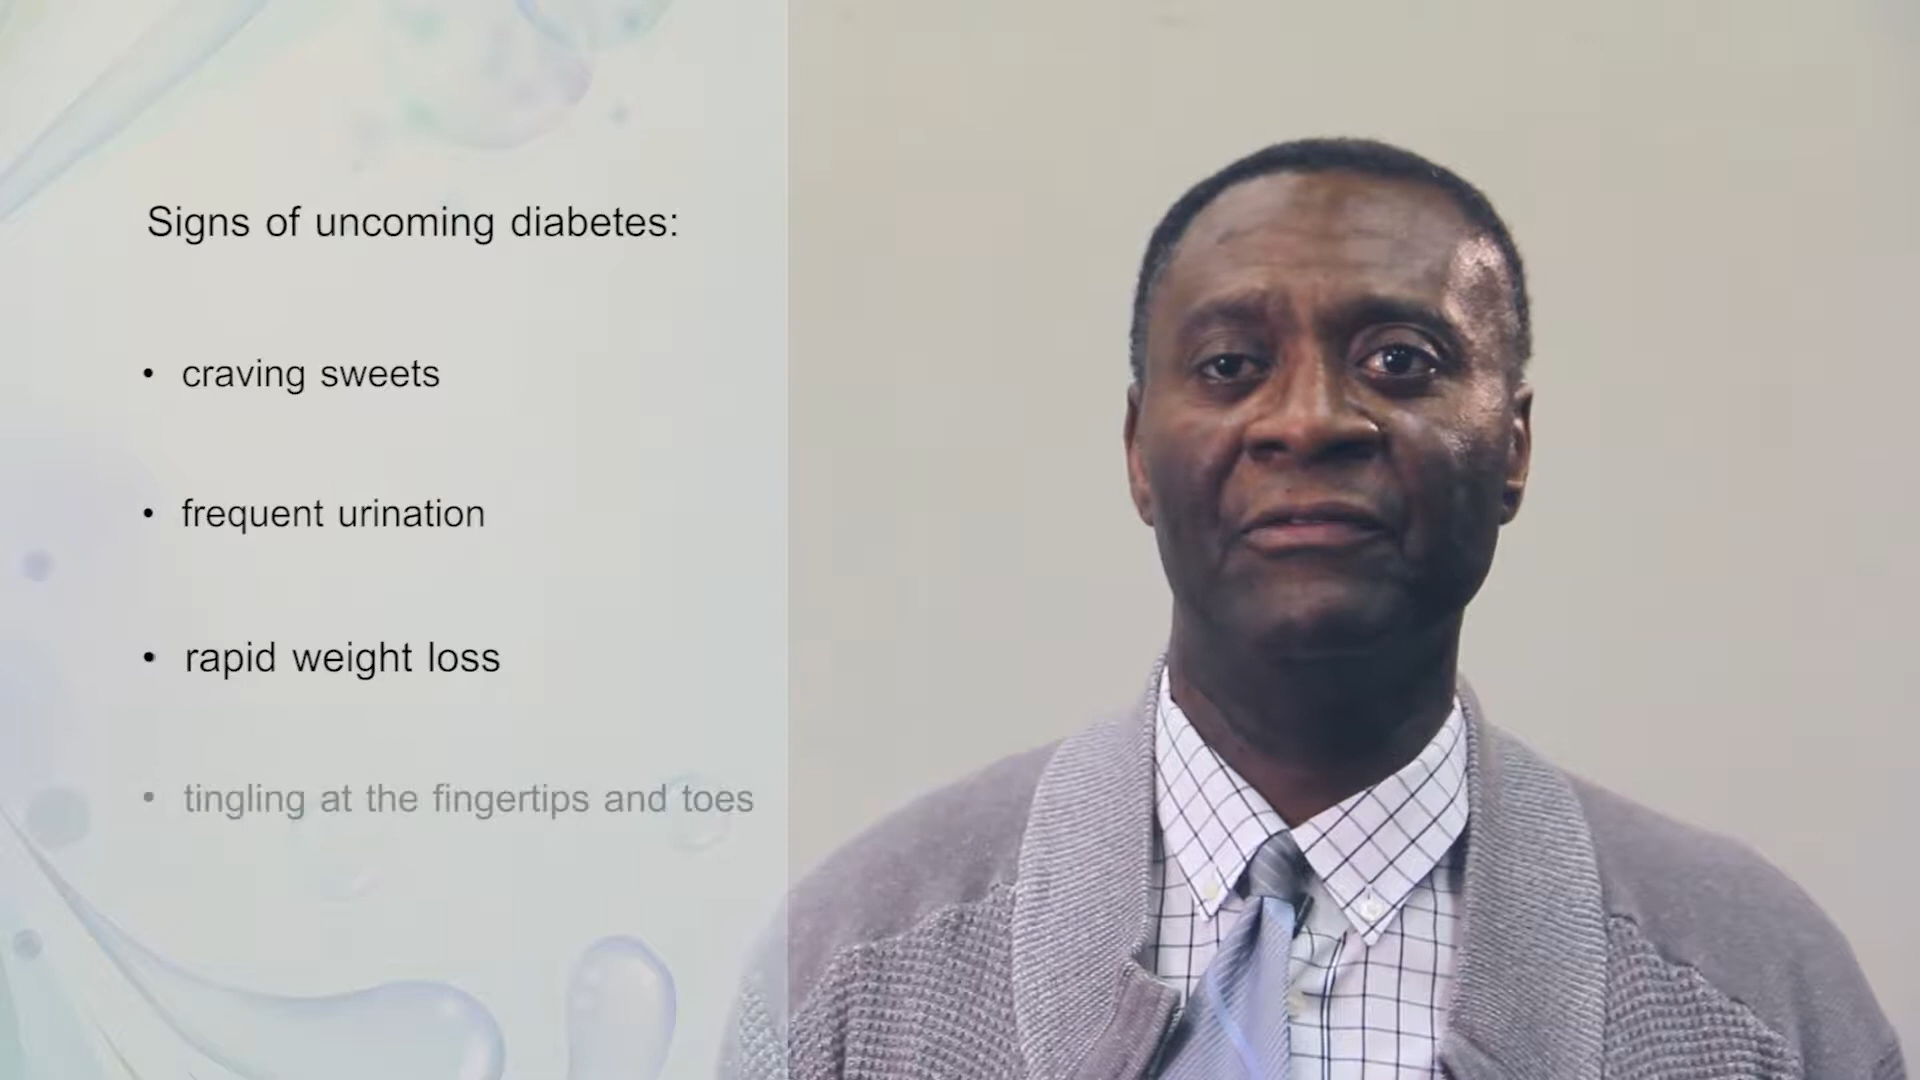 Signs of uncoming diabetes:
• craving sweets
• frequent urination
• rapid weight loss
• tingling at the fingertips and toes